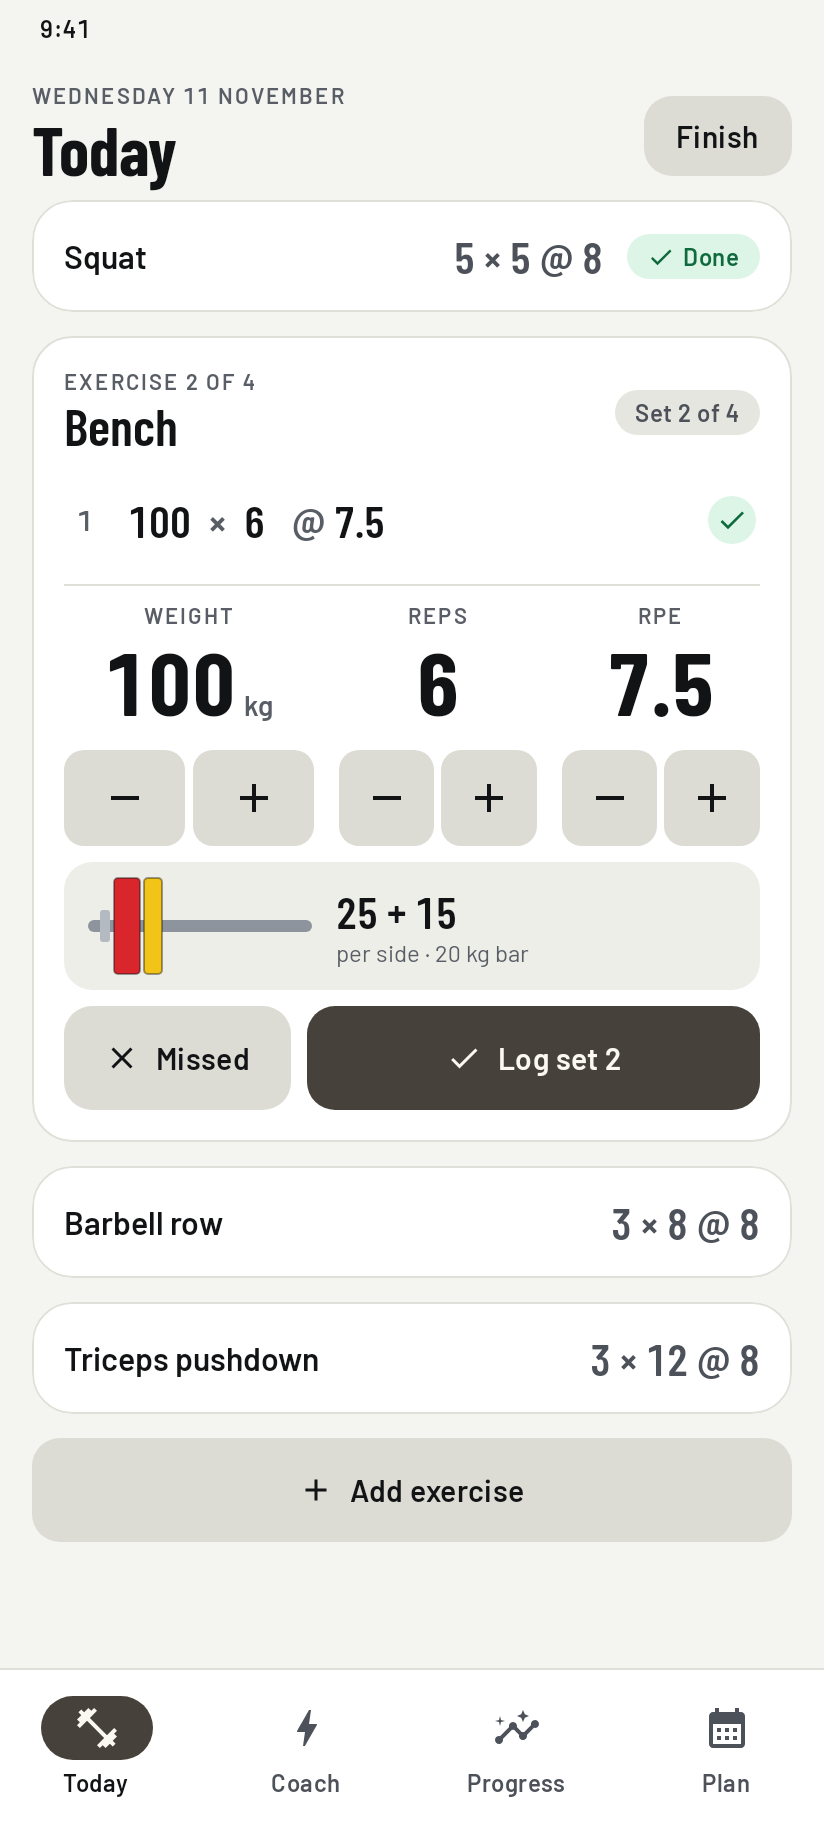 9:41
WEDNESDAY 11 NOVEMBER
Today
Finish
Squat 5 × 5 @ 8 Done
EXERCISE 2 OF 4
Bench
Set 2 of 4
1 100 × 6 @ 7.5
WEIGHT REPS RPE
100 kg 6 7.5
25 + 15
per side · 20 kg bar
Missed Log set 2
Barbell row 3 × 8 @ 8
Triceps pushdown 3 × 12 @ 8
Add exercise
Today Coach Progress Plan